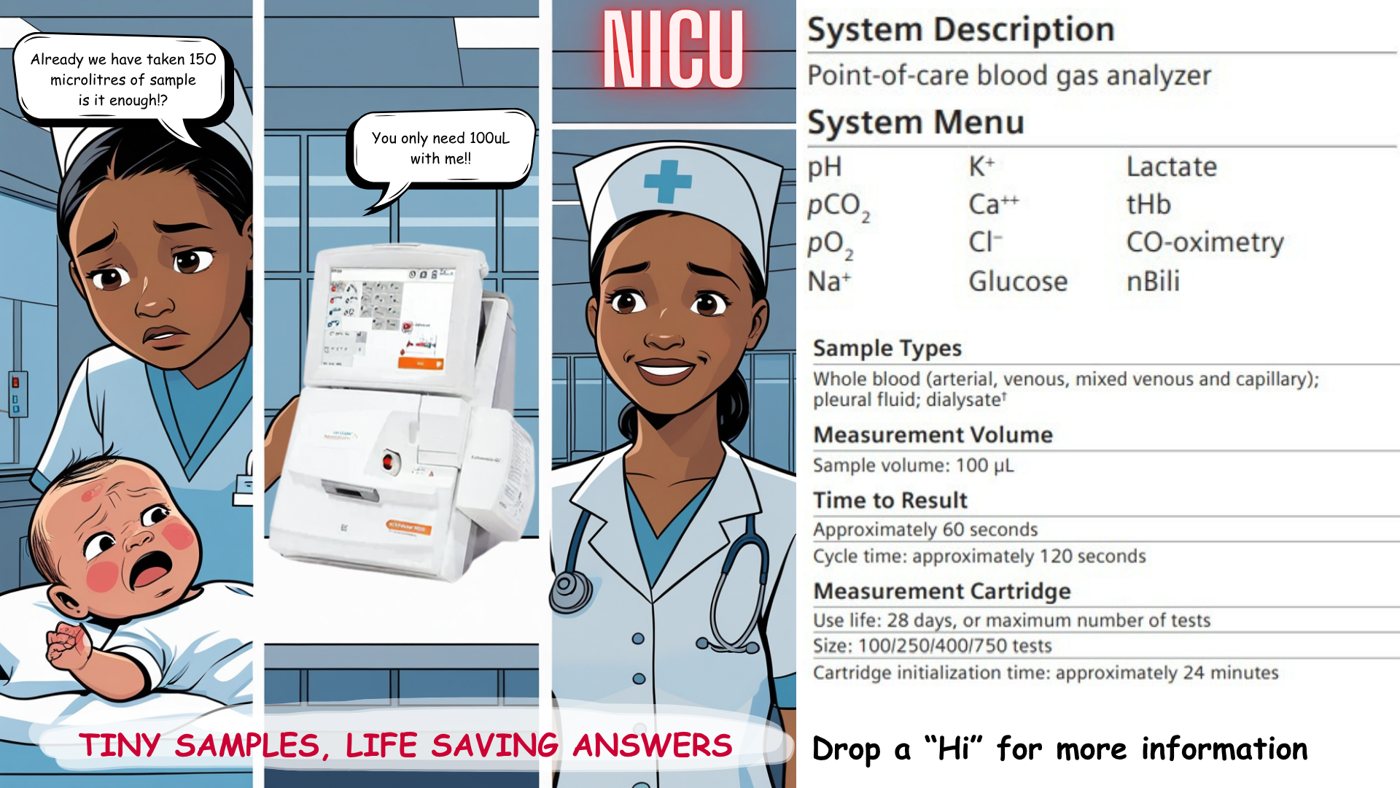 Already we have taken 150
microlitres of sample
is it enough!?
You only need 100uL
with me!!
NICU
TINY SAMPLES, LIFE SAVING ANSWERS
System Description
Point-of-care blood gas analyzer
System Menu
pH K⁺ Lactate
pCO₂ Ca⁺⁺ tHb
pO₂ Cl⁻ CO-oximetry
Na⁺ Glucose nBili
Sample Types
Whole blood (arterial, venous, mixed venous and capillary);
pleural fluid; dialysate†
Measurement Volume
Sample volume: 100 µL
Time to Result
Approximately 60 seconds
Cycle time: approximately 120 seconds
Measurement Cartridge
Use life: 28 days, or maximum number of tests
Size: 100/250/400/750 tests
Cartridge initialization time: approximately 24 minutes
Drop a “Hi” for more information